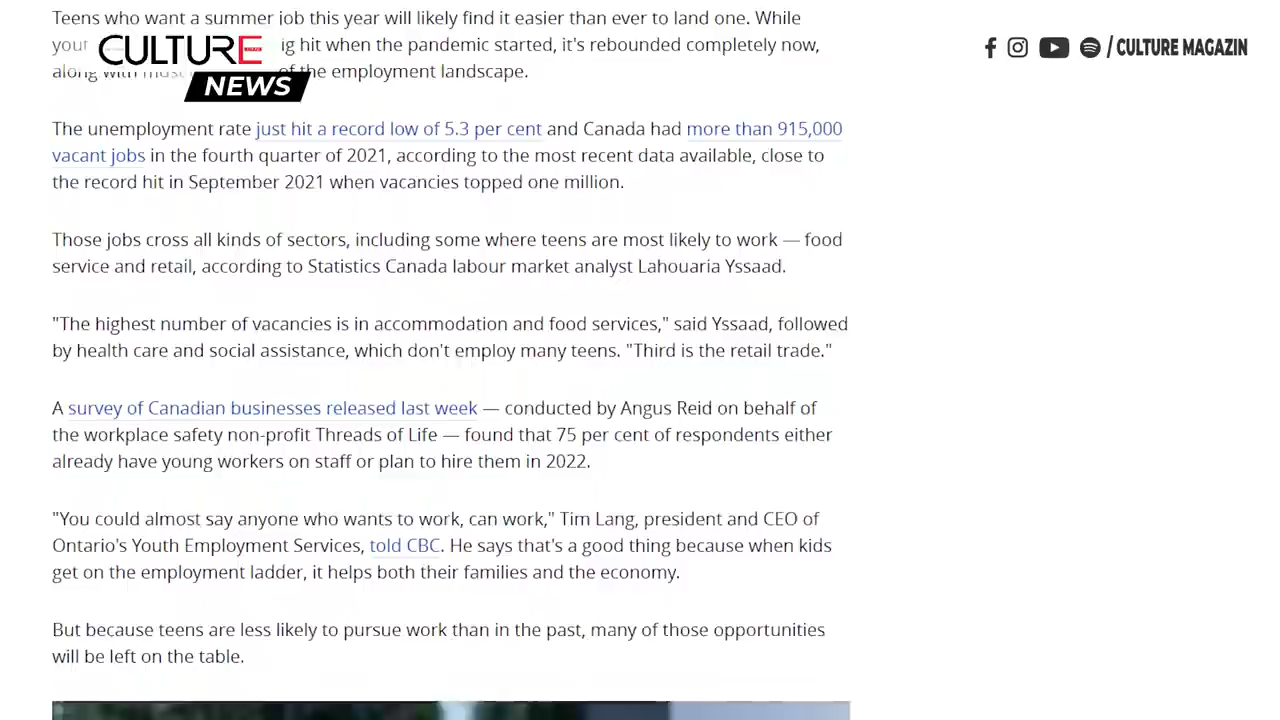 Teens who want a summer job this year will likely find it easier than ever to land one. While
CULTURE
hit when the pandemic started, it's rebounded completely now,
along with
of the employment landscape.
NEWS
/ CULTURE MAGAZIN
The unemployment rate just hit a record low of 5.3 per cent and Canada had more than 915,000
vacant jobs in the fourth quarter of 2021, according to the most recent data available, close to
the record hit in September 2021 when vacancies topped one million.
Those jobs cross all kinds of sectors, including some where teens are most likely to work — food
service and retail, according to Statistics Canada labour market analyst Lahouaria Yssaad.
"The highest number of vacancies is in accommodation and food services," said Yssaad, followed
by health care and social assistance, which don't employ many teens. "Third is the retail trade."
A survey of Canadian businesses released last week — conducted by Angus Reid on behalf of
the workplace safety non-profit Threads of Life — found that 75 per cent of respondents either
already have young workers on staff or plan to hire them in 2022.
"You could almost say anyone who wants to work, can work," Tim Lang, president and CEO of
Ontario's Youth Employment Services, told CBC. He says that's a good thing because when kids
get on the employment ladder, it helps both their families and the economy.
But because teens are less likely to pursue work than in the past, many of those opportunities
will be left on the table.